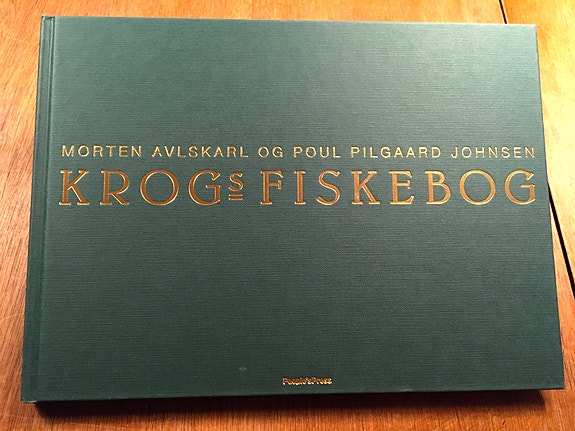 MORTEN AVLSKARL OG POUL PILGAARD JOHNSEN
KROGS FISKEBOG
People'sPress